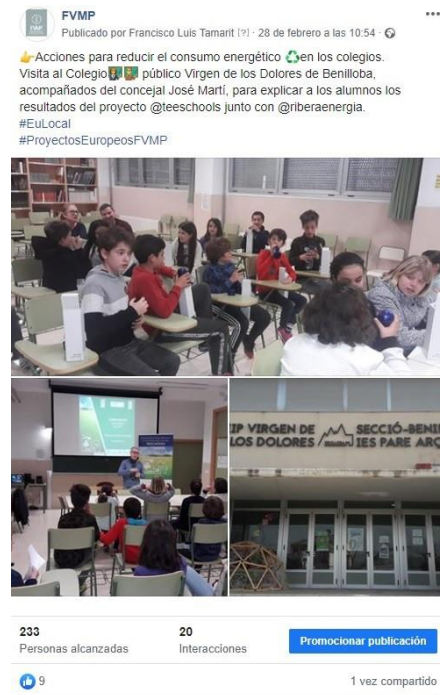 FVMP
Publicado por Francisco Luis Tamarit [?] · 28 de febrero a las 10:54 ·
👉Acciones para reducir el consumo energético ♻en los colegios.
Visita al Colegio público Virgen de los Dolores de Benilloba,
acompañados del concejal José Martí, para explicar a los alumnos los
resultados del proyecto @teeschools junto con @riberaenergia.
#EuLocal
#ProyectosEuropeosFVMP
EIP VIRGEN DE
LOS DOLORES
SECCIÓ-BENI
IES PARE ARQ
233
Personas alcanzadas
20
Interacciones
Promocionar publicación
9
1 vez compartido